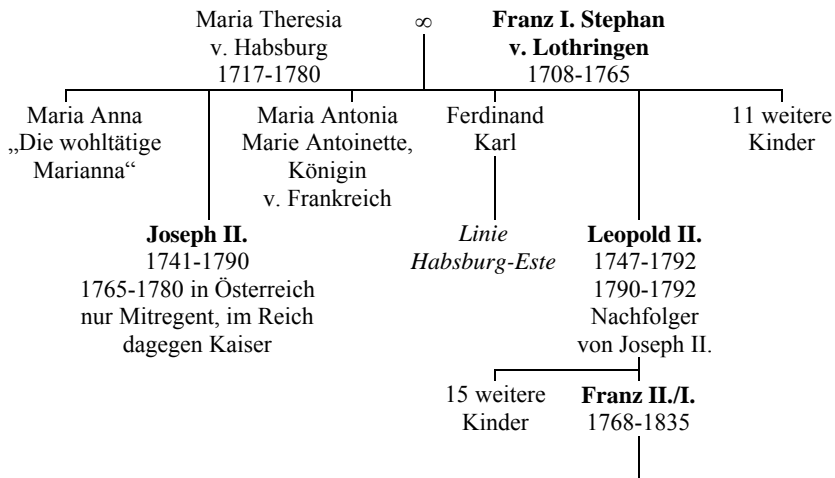 Maria Theresia
v. Habsburg
1717-1780
∞
Franz I. Stephan
v. Lothringen
1708-1765
Maria Anna
„Die wohltätige
Marianna“
Maria Antonia
Marie Antoinette,
Königin
v. Frankreich
Ferdinand
Karl
11 weitere
Kinder
Joseph II.
1741-1790
1765-1780 in Österreich
nur Mitregent, im Reich
dagegen Kaiser
Linie
Habsburg-Este
Leopold II.
1747-1792
1790-1792
Nachfolger
von Joseph II.
15 weitere
Kinder
Franz II./I.
1768-1835